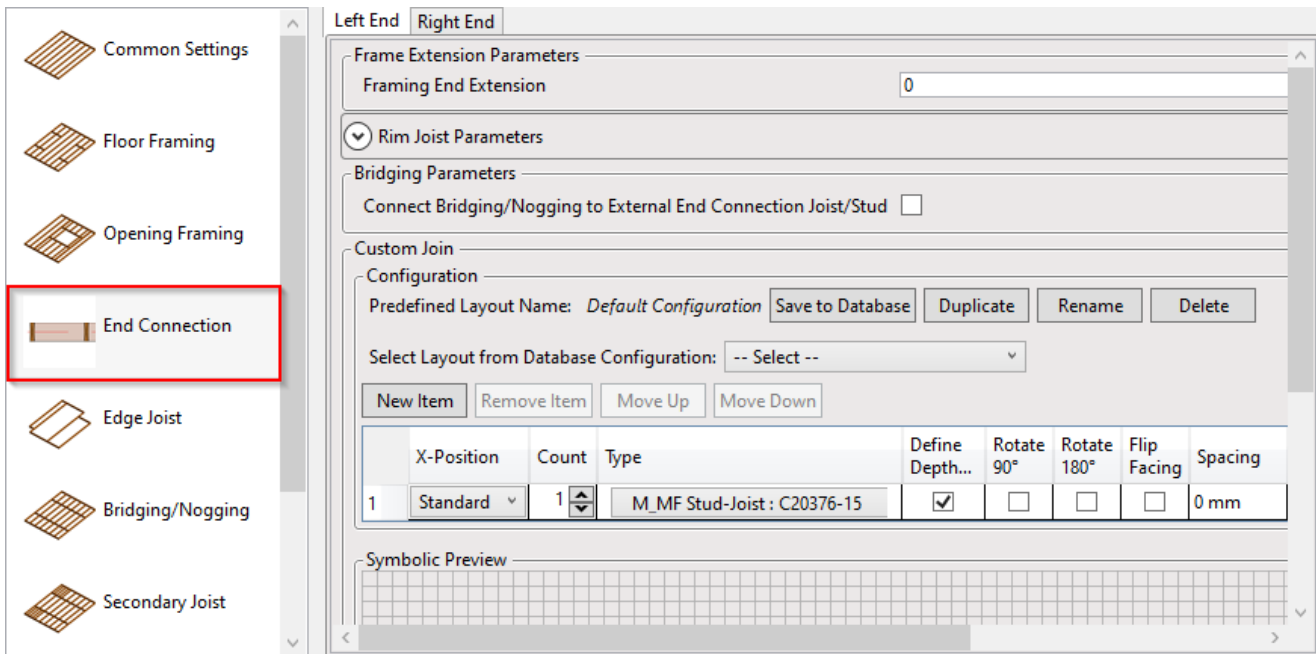 Common Settings
Floor Framing
Opening Framing
End Connection
Edge Joist
Bridging/Nogging
Secondary Joist
Left End Right End
Frame Extension Parameters
Framing End Extension 0
Rim Joist Parameters
Bridging Parameters
Connect Bridging/Nogging to External End Connection Joist/Stud
Custom Join
Configuration
Predefined Layout Name: Default Configuration Save to Database Duplicate Rename Delete
Select Layout from Database Configuration: -- Select --
New Item Remove Item Move Up Move Down
X-Position Count Type Define Depth... Rotate 90° Rotate 180° Flip Facing Spacing
1 Standard 1 M_MF Stud-Joist : C20376-15 0 mm
Symbolic Preview